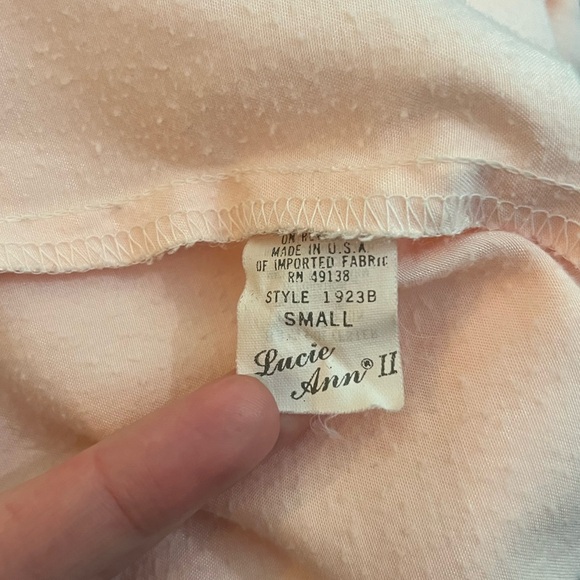 MADE IN U.S.A.
OF IMPORTED FABRIC
RN 49138
STYLE 1923B
SMALL
Lucie
Ann® II